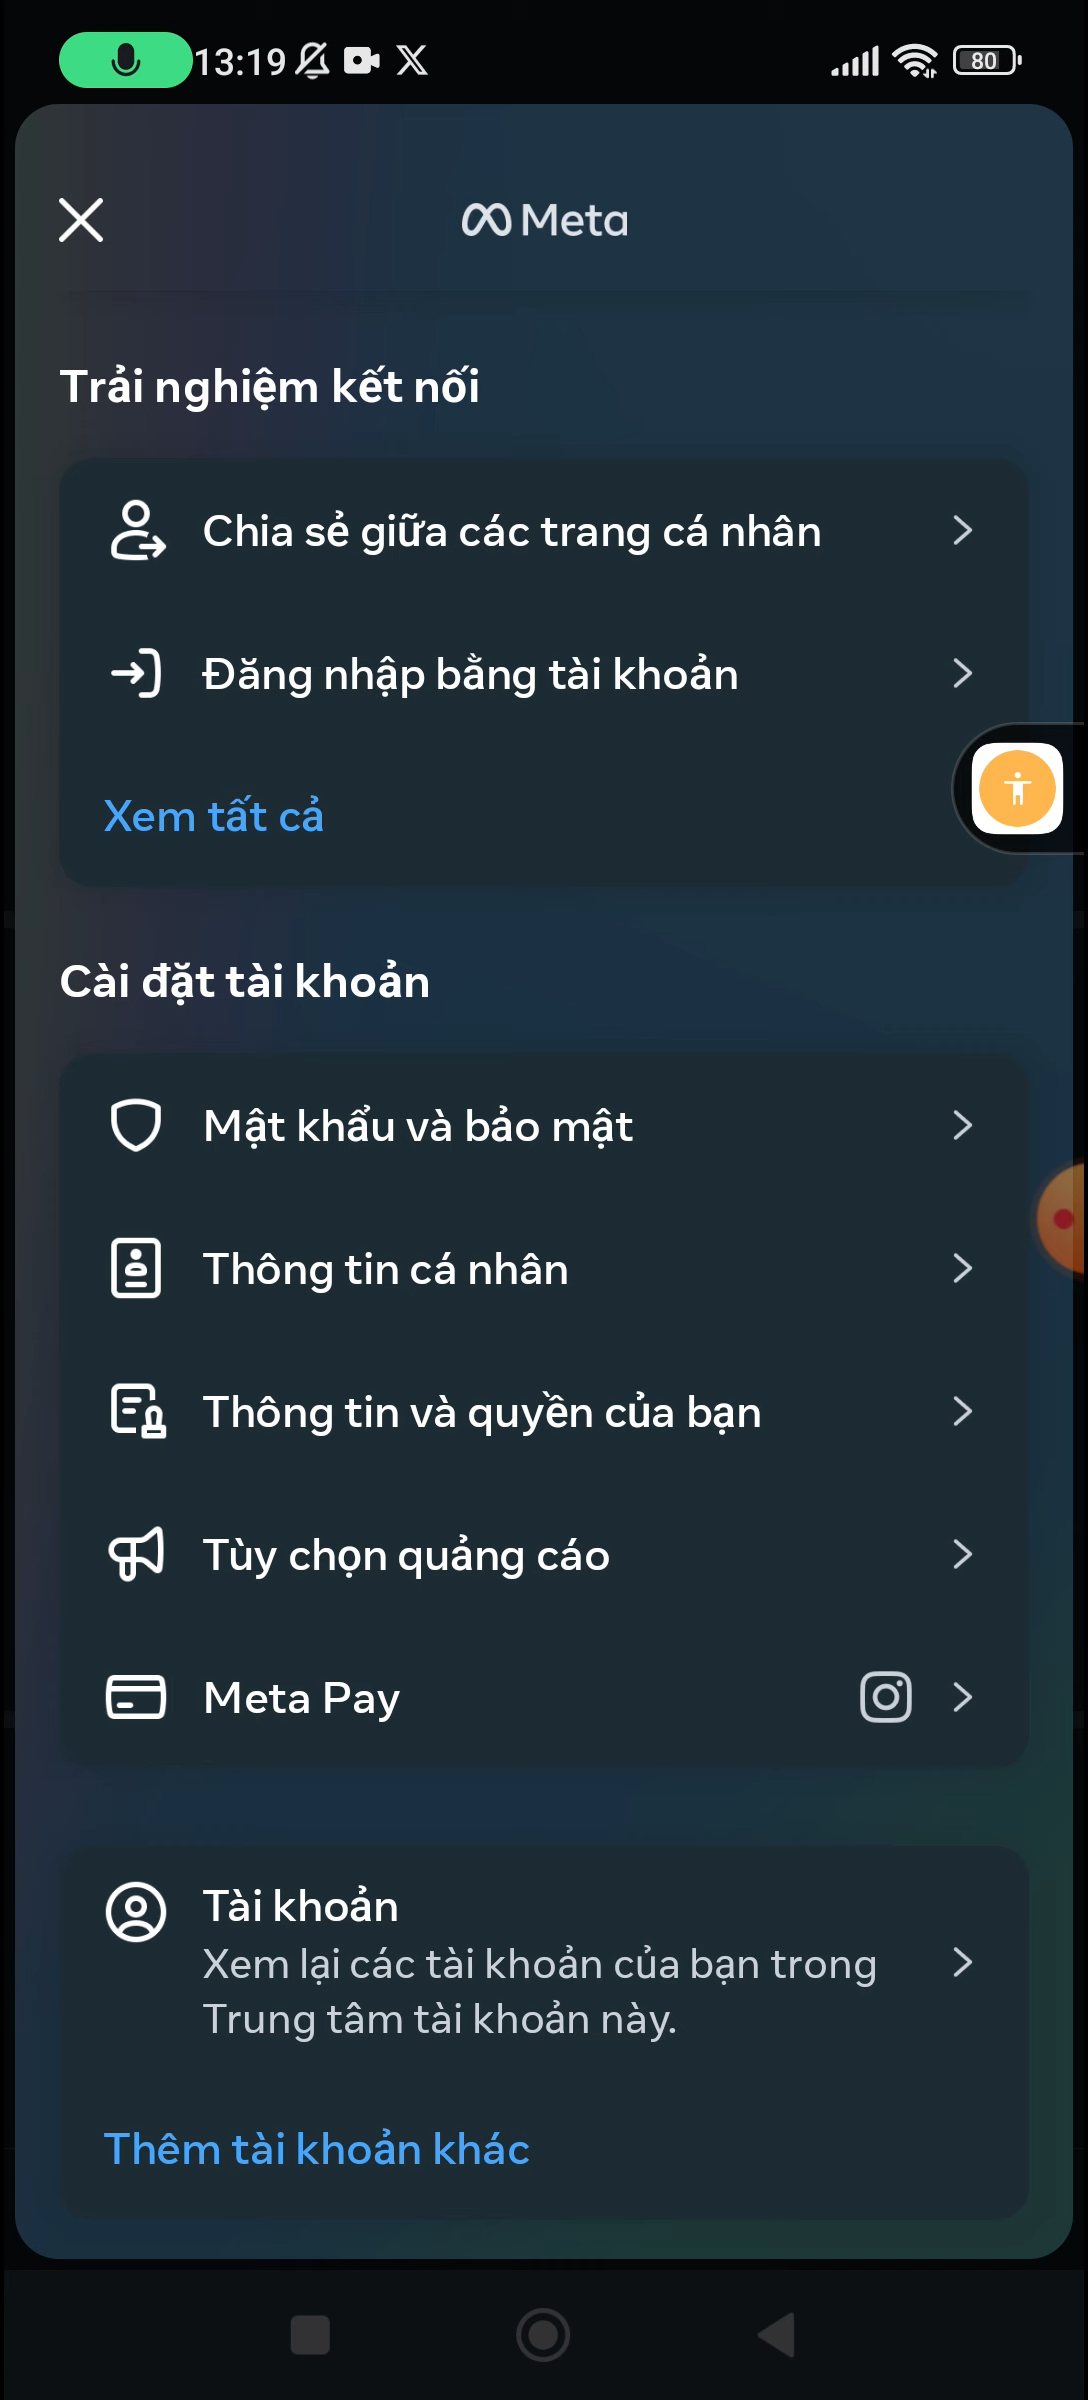 13:19
80
Meta
Trải nghiệm kết nối
Chia sẻ giữa các trang cá nhân
Đăng nhập bằng tài khoản
Xem tất cả
Cài đặt tài khoản
Mật khẩu và bảo mật
Thông tin cá nhân
Thông tin và quyền của bạn
Tùy chọn quảng cáo
Meta Pay
Tài khoản
Xem lại các tài khoản của bạn trong
Trung tâm tài khoản này.
Thêm tài khoản khác